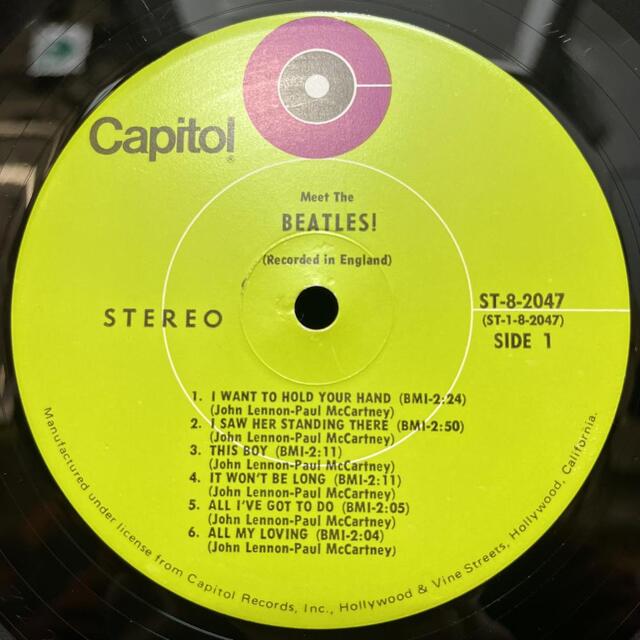 Capitol®
Meet The
BEATLES!
(Recorded in England)
STEREO
ST-8-2047
(ST-1-8-2047)
SIDE 1
1. I WANT TO HOLD YOUR HAND (BMI-2:24)
(John Lennon-Paul McCartney)
2. I SAW HER STANDING THERE (BMI-2:50)
(John Lennon-Paul McCartney)
3. THIS BOY (BMI-2:11)
(John Lennon-Paul McCartney)
4. IT WON'T BE LONG (BMI-2:11)
(John Lennon-Paul McCartney)
5. ALL I'VE GOT TO DO (BMI-2:05)
(John Lennon-Paul McCartney)
6. ALL MY LOVING (BMI-2:04)
(John Lennon-Paul McCartney)
Manufactured under license from Capitol Records, Inc., Hollywood & Vine Streets, Hollywood, California.